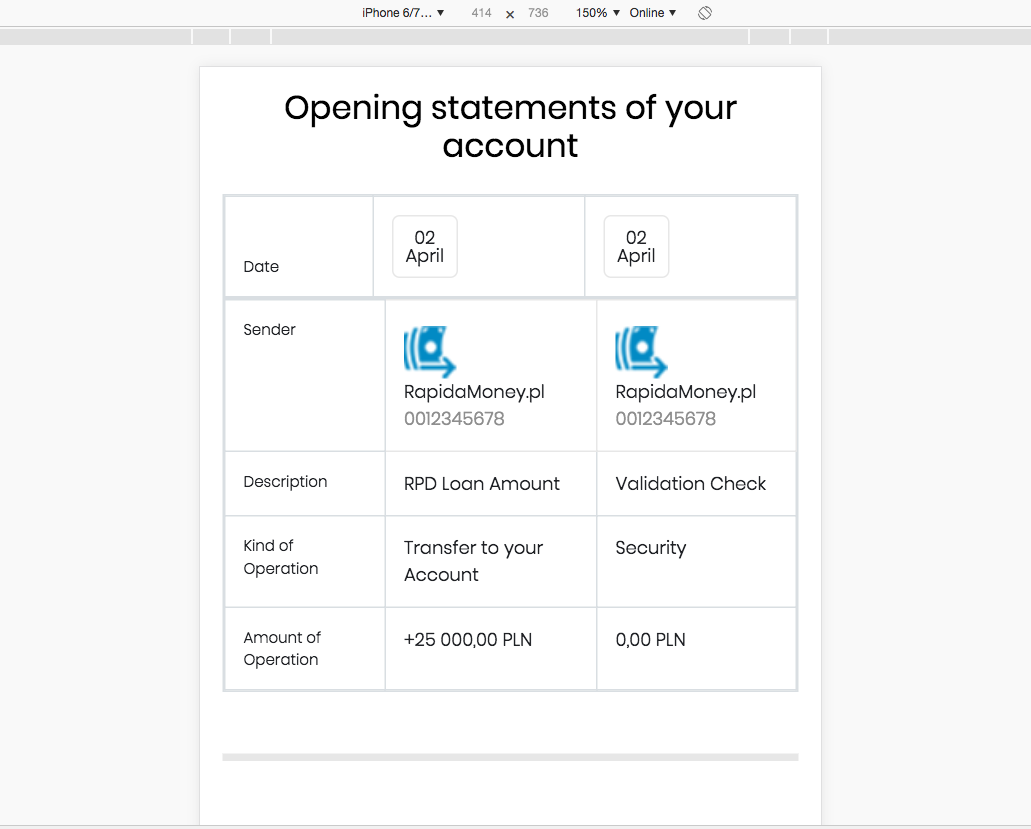 iPhone 6/7... ▼ 414 × 736 150% ▼ Online ▼
Opening statements of your
account
Date
02
April
02
April
Sender
RapidaMoney.pl
0012345678
RapidaMoney.pl
0012345678
Description
RPD Loan Amount
Validation Check
Kind of
Operation
Transfer to your
Account
Security
Amount of
Operation
+25 000,00 PLN
0,00 PLN